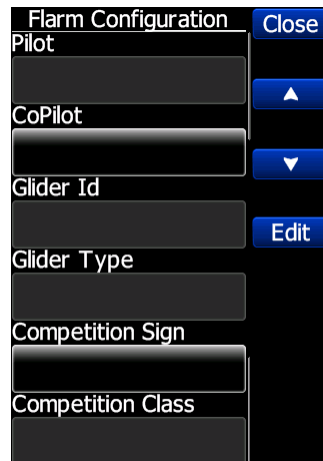 Flarm Configuration
Close
Pilot
CoPilot
Glider Id
Edit
Glider Type
Competition Sign
Competition Class